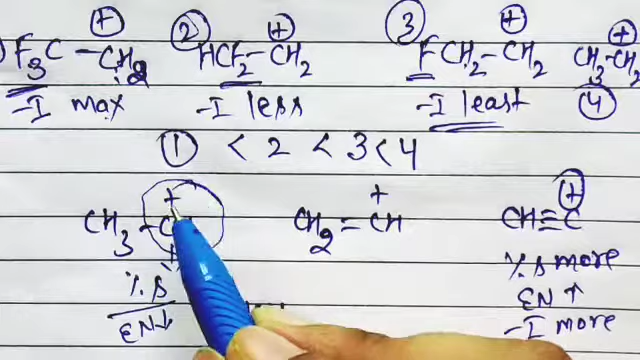 F₃C – CH₂ (+) ② HCF₂ – CH₂ (+) ③ FCH₂ – CH₂ (+) CH₃ – CH₂ (+)
–I max –I less –I least ④
① < 2 < 3 < 4
CH₃ – C + CH₂ = CH + CH ≡ C (+)
%s %s more
EN↓ EN↑
–I more